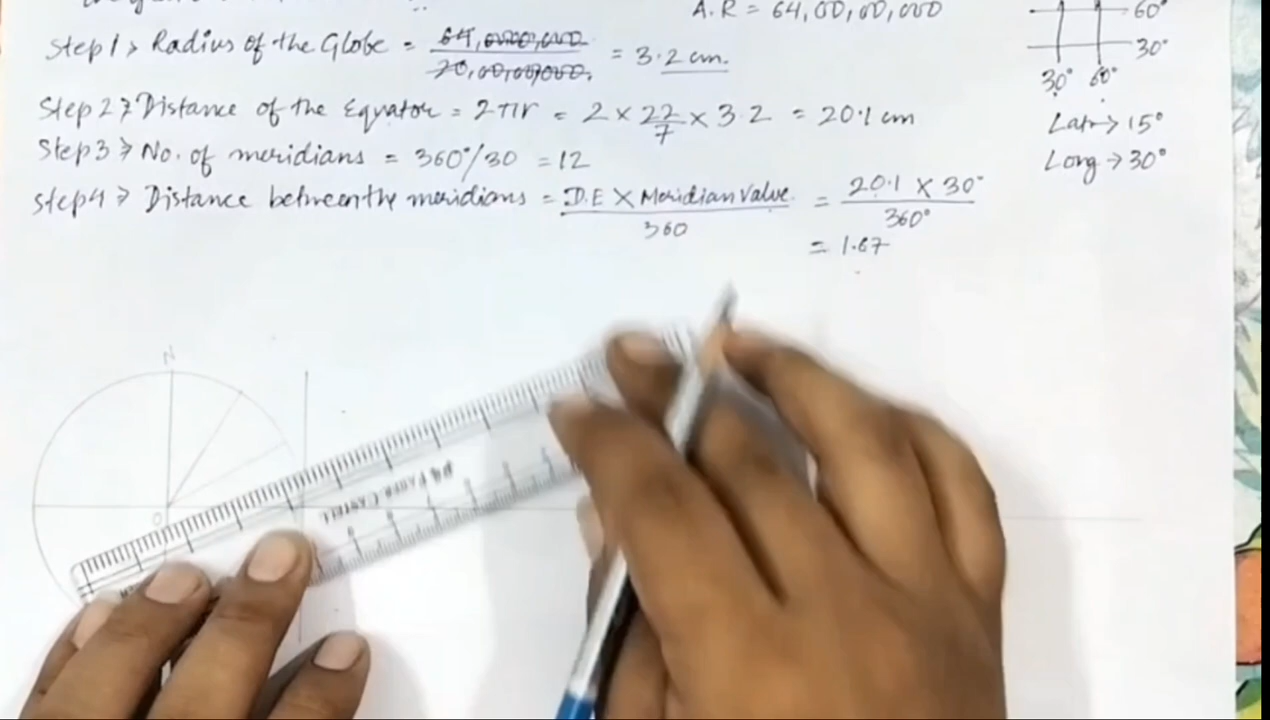 A.R = 64,00,00,000
Step 1 > Radius of the Globe = 64,0000,000 / 20,00,00,000. = 3.2 cm.
Step 2 > Distance of the Equator = 2πr = 2 × 22/7 × 3.2 = 20.1 cm
Step 3 > No. of meridians = 360°/30 = 12
Step 4 > Distance between the meridians = D.E × Meridian Value / 360 = 20.1 × 30° / 360°
= 1.67
60°
30°
30° 60°
Lat → 15°
Long → 30°
N
O